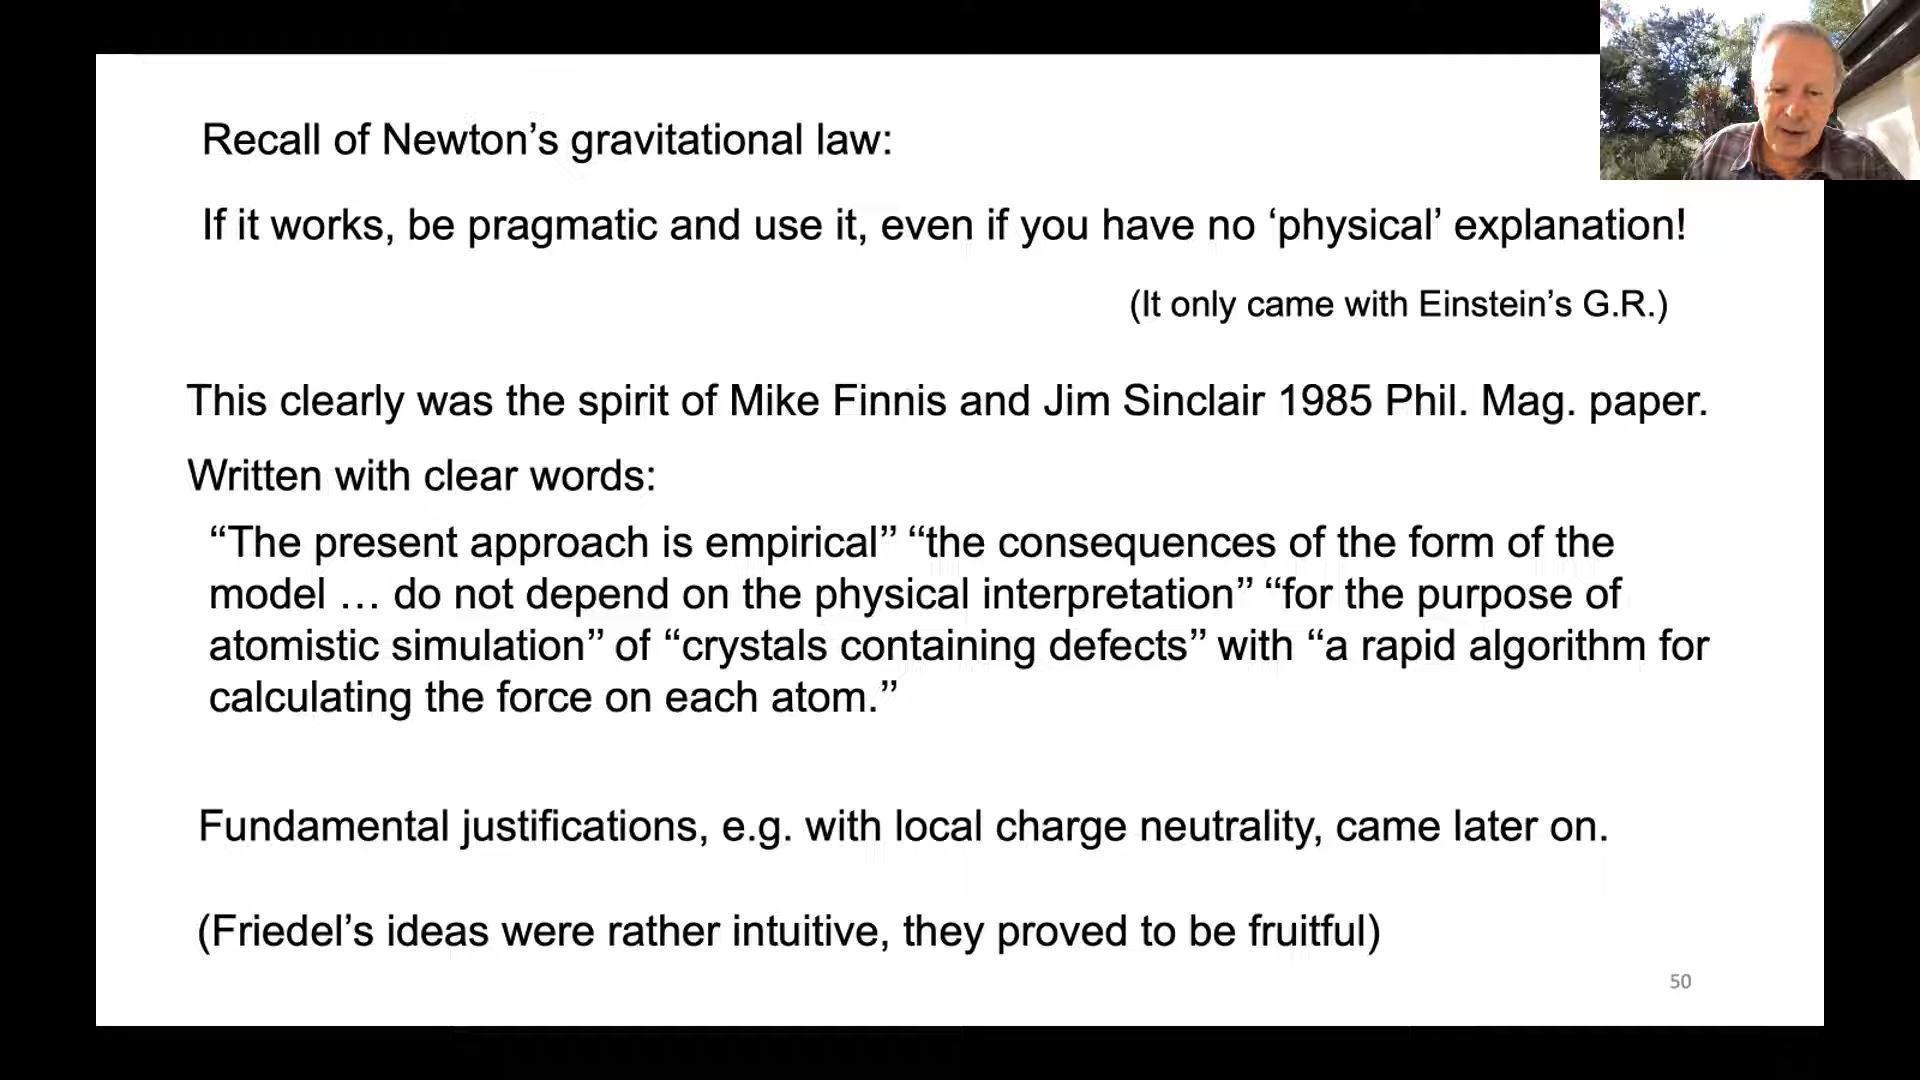 Recall of Newton’s gravitational law:
If it works, be pragmatic and use it, even if you have no ‘physical’ explanation!
(It only came with Einstein’s G.R.)
This clearly was the spirit of Mike Finnis and Jim Sinclair 1985 Phil. Mag. paper.
Written with clear words:
“The present approach is empirical” “the consequences of the form of the
model … do not depend on the physical interpretation” “for the purpose of
atomistic simulation” of “crystals containing defects” with “a rapid algorithm for
calculating the force on each atom.”
Fundamental justifications, e.g. with local charge neutrality, came later on.
(Friedel’s ideas were rather intuitive, they proved to be fruitful)
50